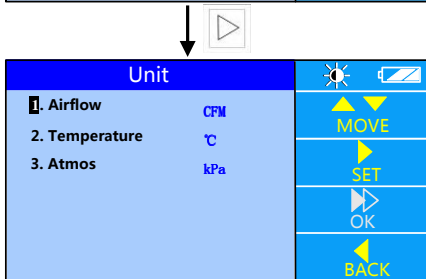 Unit
1. Airflow CFM
2. Temperature ℃
3. Atmos kPa
MOVE
SET
OK
BACK